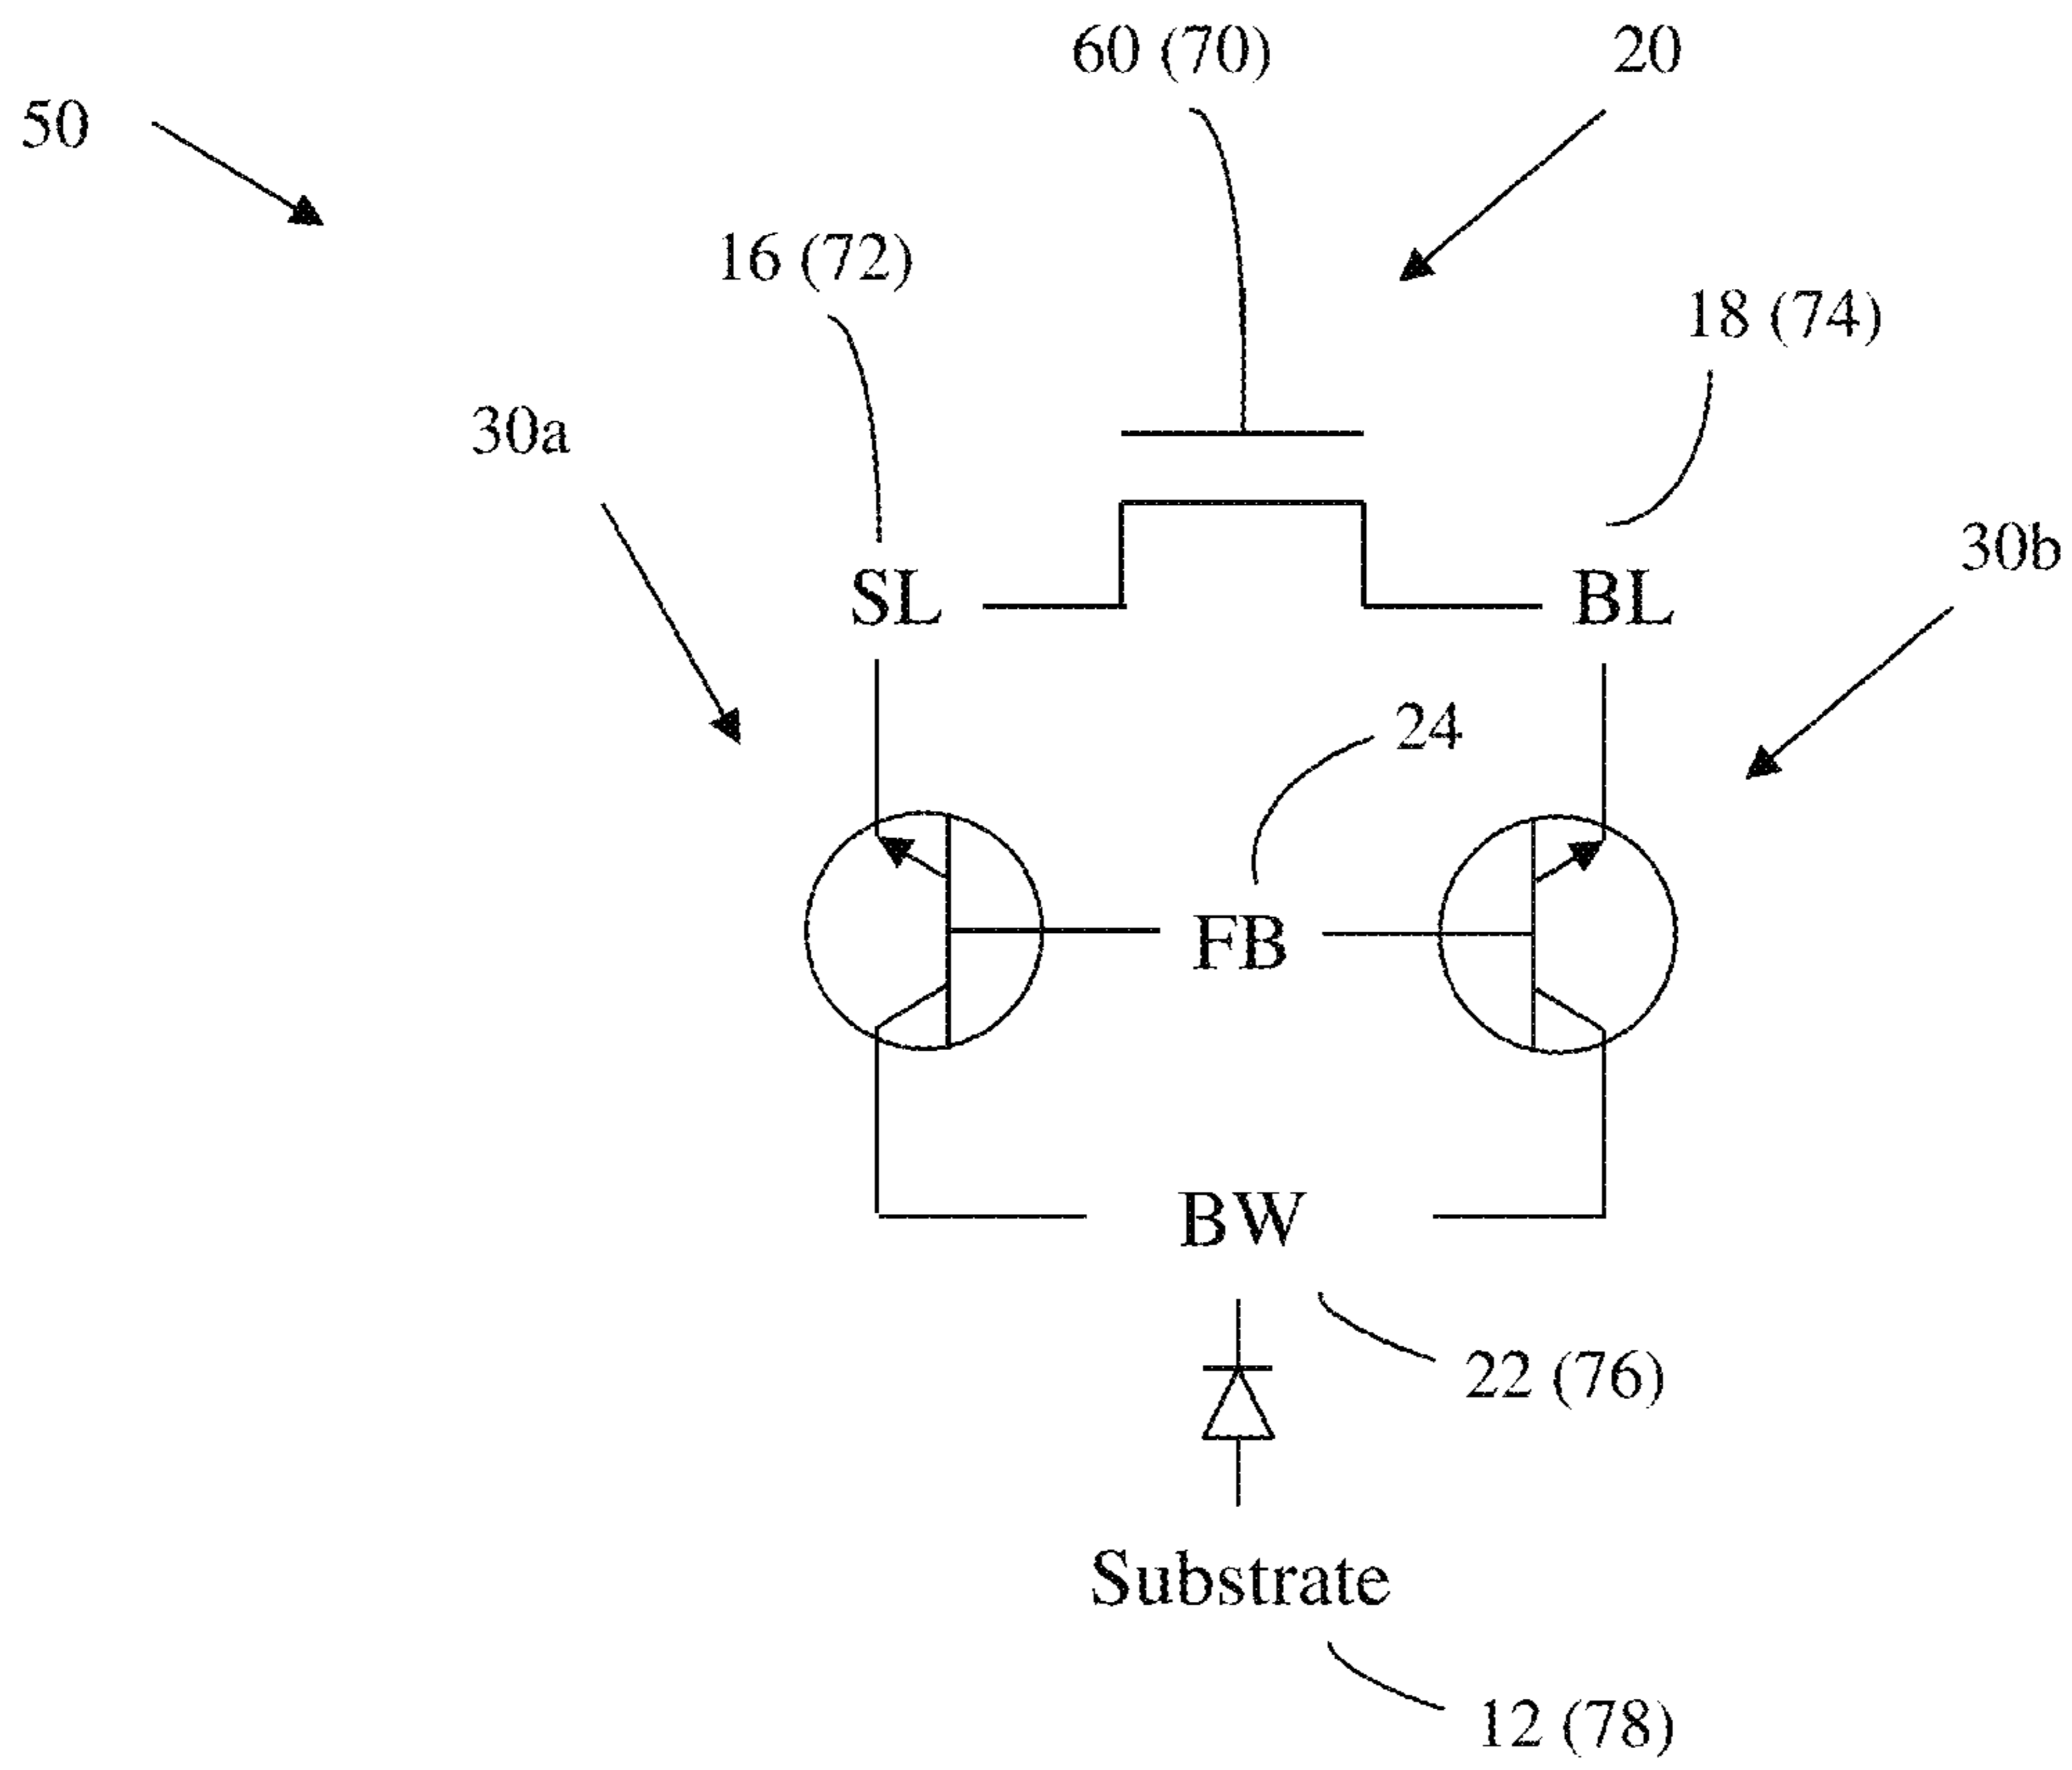 60 (70)
20
50
16 (72)
18 (74)
30a
30b
SL
BL
24
FB
BW
22 (76)
Substrate
12 (78)